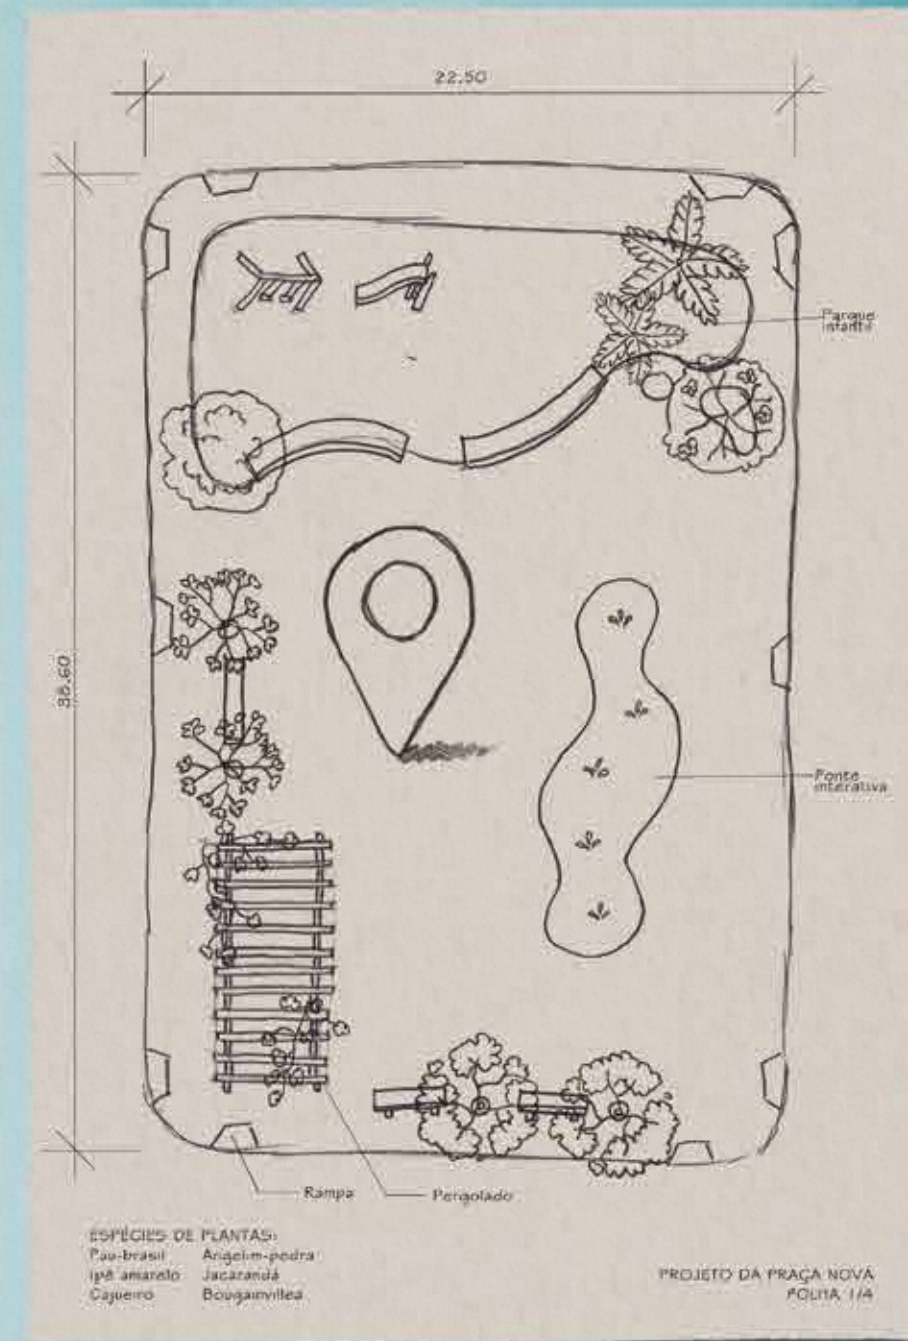 22.50
Parque
infantil
38.60
Fonte
interativa
Rampa
Pergolado
ESPÉCIES DE PLANTAS:
Pau-brasil Angelim-pedra
Ipê amarelo Jacarandá
Cajueiro Bougainvillea
PROJETO DA PRAÇA NOVA
FOLHA 1/4